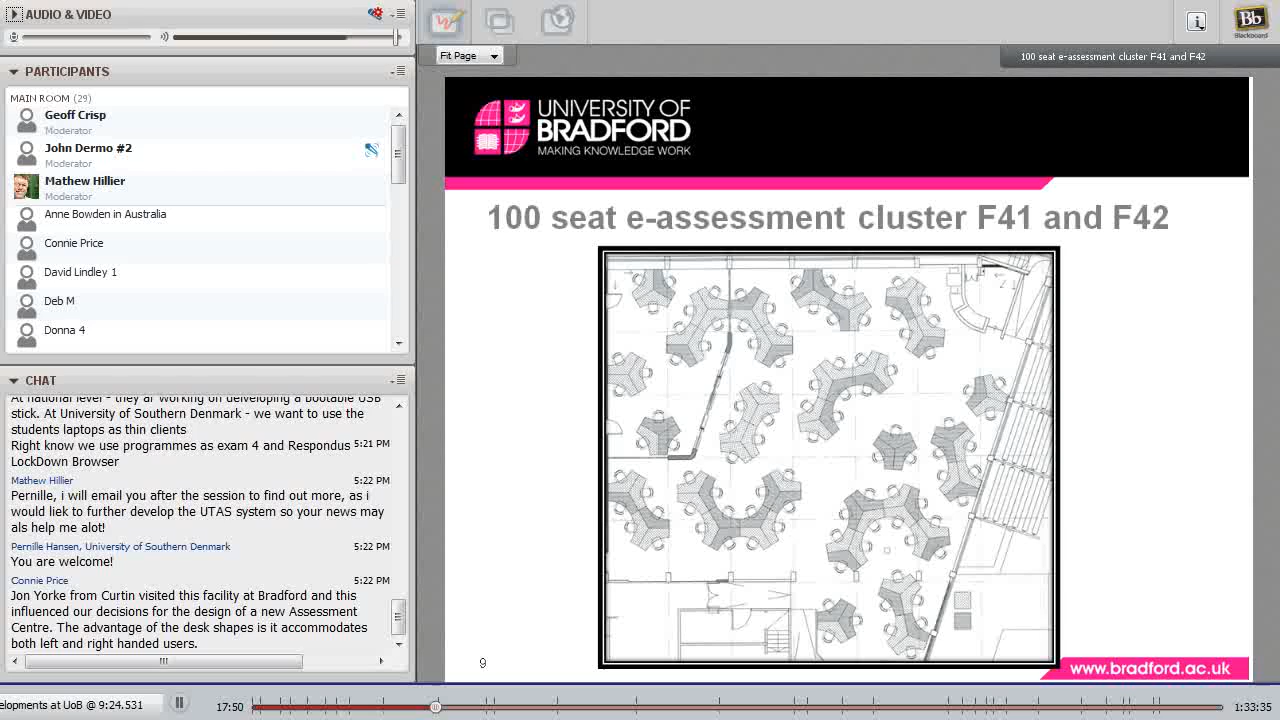 AUDIO & VIDEO
PARTICIPANTS
MAIN ROOM (29)
Geoff Crisp
Moderator
John Dermo #2
Moderator
Mathew Hillier
Moderator
Anne Bowden in Australia
Connie Price
David Lindley 1
Deb M
Donna 4
CHAT
At national level - they ar working on developing a bootable USB
stick. At University of Southern Denmark - we want to use the
students laptops as thin clients
Right know we use programmes as exam 4 and Respondus 5:21 PM
LockDown Browser
Mathew Hillier 5:22 PM
Pernille, i will email you after the session to find out more, as i
would liek to further develop the UTAS system so your news may
als help me alot!
Pernille Hansen, University of Southern Denmark 5:22 PM
You are welcome!
Connie Price 5:22 PM
Jon Yorke from Curtin visited this facility at Bradford and this
influenced our decisions for the design of a new Assessment
Centre. The advantage of the desk shapes is it accommodates
both left and right handed users.
Fit Page
Bb
Blackboard
100 seat e-assessment cluster F41 and F42
UNIVERSITY OF
BRADFORD
MAKING KNOWLEDGE WORK
100 seat e-assessment cluster F41 and F42
9
www.bradford.ac.uk
elopments at UoB @ 9:24.531
17:50
1:33:35